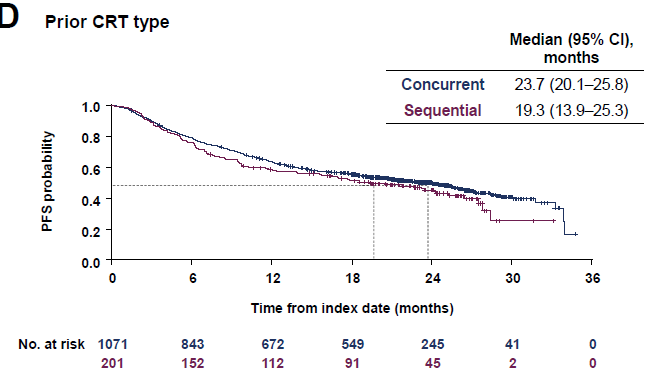 D Prior CRT type
Median (95% CI),
months
Concurrent 23.7 (20.1–25.8)
Sequential 19.3 (13.9–25.3)
PFS probability
1.0
0.8
0.6
0.4
0.2
0.0
0 6 12 18 24 30 36
Time from index date (months)
No. at risk 1071 843 672 549 245 41 0
201 152 112 91 45 2 0